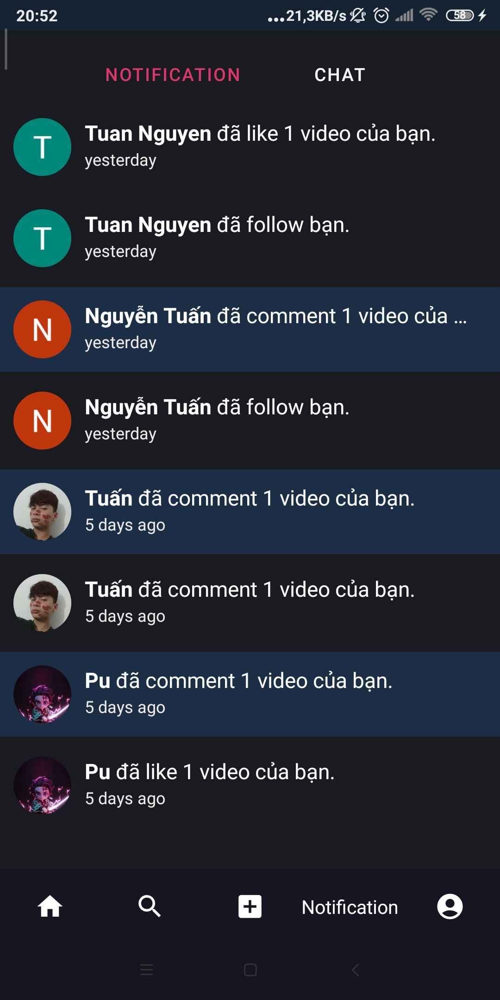 20:52
...21,3KB/s 58
NOTIFICATION CHAT
T
Tuan Nguyen đã like 1 video của bạn.
yesterday
T
Tuan Nguyen đã follow bạn.
yesterday
N
Nguyễn Tuấn đã comment 1 video của ...
yesterday
N
Nguyễn Tuấn đã follow bạn.
yesterday
Tuấn đã comment 1 video của bạn.
5 days ago
Tuấn đã comment 1 video của bạn.
5 days ago
Pu đã comment 1 video của bạn.
5 days ago
Pu đã like 1 video của bạn.
5 days ago
Notification